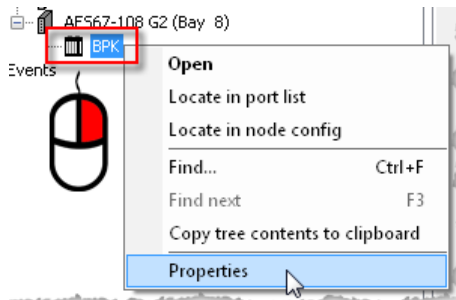 AES67-108 G2 (Bay 8)
BPK
Events
Open
Locate in port list
Locate in node config
Find... Ctrl+F
Find next F3
Copy tree contents to clipboard
Properties